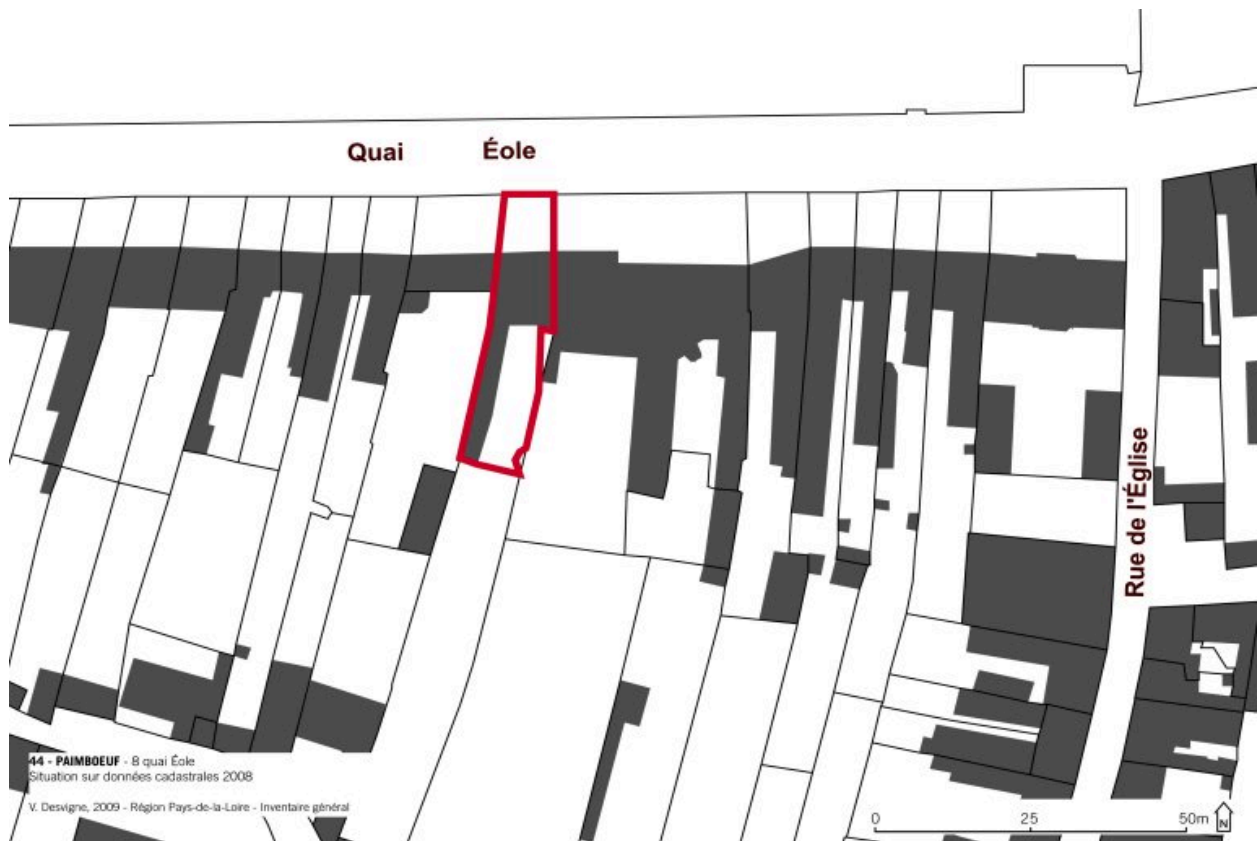 Quai Éole
Rue de l'Église
44 - PAIMBOEUF - 8 quai Éole
Situation sur données cadastrales 2008
V. Desvigne, 2009 - Région Pays-de-la-Loire - Inventaire général
0 25 50m
N